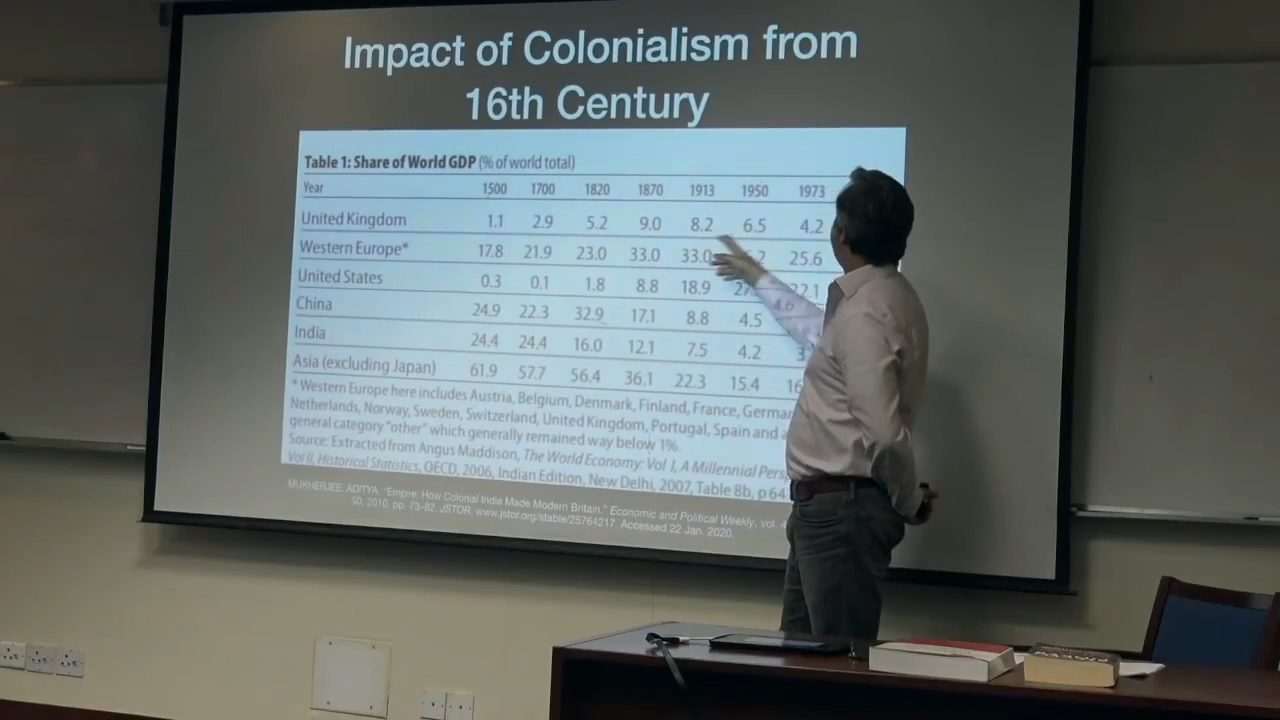 Impact of Colonialism from
16th Century
Table 1: Share of World GDP (% of world total)
Year 1500 1700 1820 1870 1913 1950 1973
United Kingdom 1.1 2.9 5.2 9.0 8.2 6.5 4.2
Western Europe* 17.8 21.9 23.0 33.0 33.0 25.6
United States 0.3 0.1 1.8 8.8 18.9
China 24.9 22.3 32.9 17.1 8.8 4.5 4.6
India 24.4 24.4 16.0 12.1 7.5 4.2
Asia (excluding Japan) 61.9 57.7 56.4 36.1 22.3 15.4
* Western Europe here includes Austria, Belgium, Denmark, Finland, France,
Netherlands, Norway, Sweden, Switzerland, United Kingdom, Portugal, Spain and
general category "other" which generally remained way below 1%.
Source: Extracted from Angus Maddison, The World Economy: Vol I, A Millennial
Vol II, Historical Statistics, OECD, 2006, Indian Edition, New Delhi, 2007, Table 8b,
MUKHERJEE, ADITYA. "Empire: How Colonial India Made Modern Britain." Economic and Political Weekly, vol.
50, 2010, pp. 73–82. JSTOR, www.jstor.org/stable/25764217. Accessed 22 Jan. 2020.